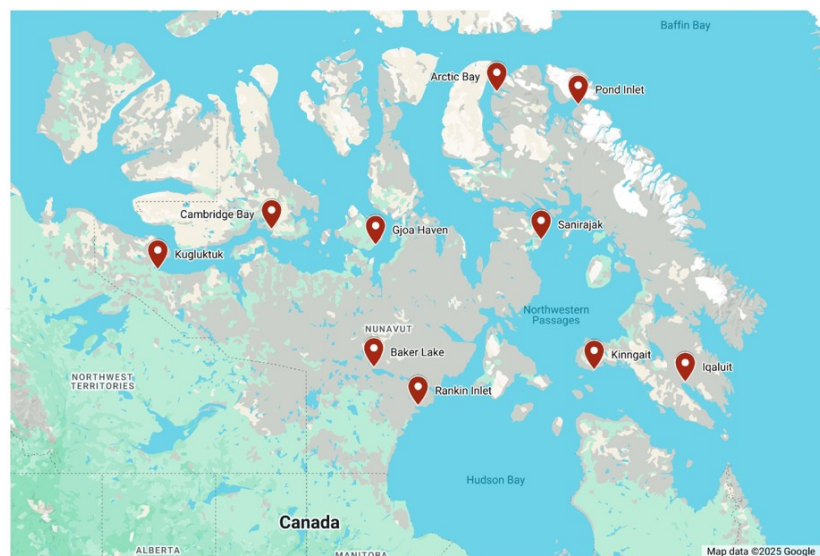 Baffin Bay
Arctic Bay
Pond Inlet
Cambridge Bay
Gjoa Haven
Sanirajak
Kugluktuk
Northwestern
Passages
NUNAVUT
Baker Lake
Kinngait
Iqaluit
NORTHWEST
TERRITORIES
Rankin Inlet
Hudson Bay
Canada
ALBERTA
MANITOBA
Map data ©2025 Google